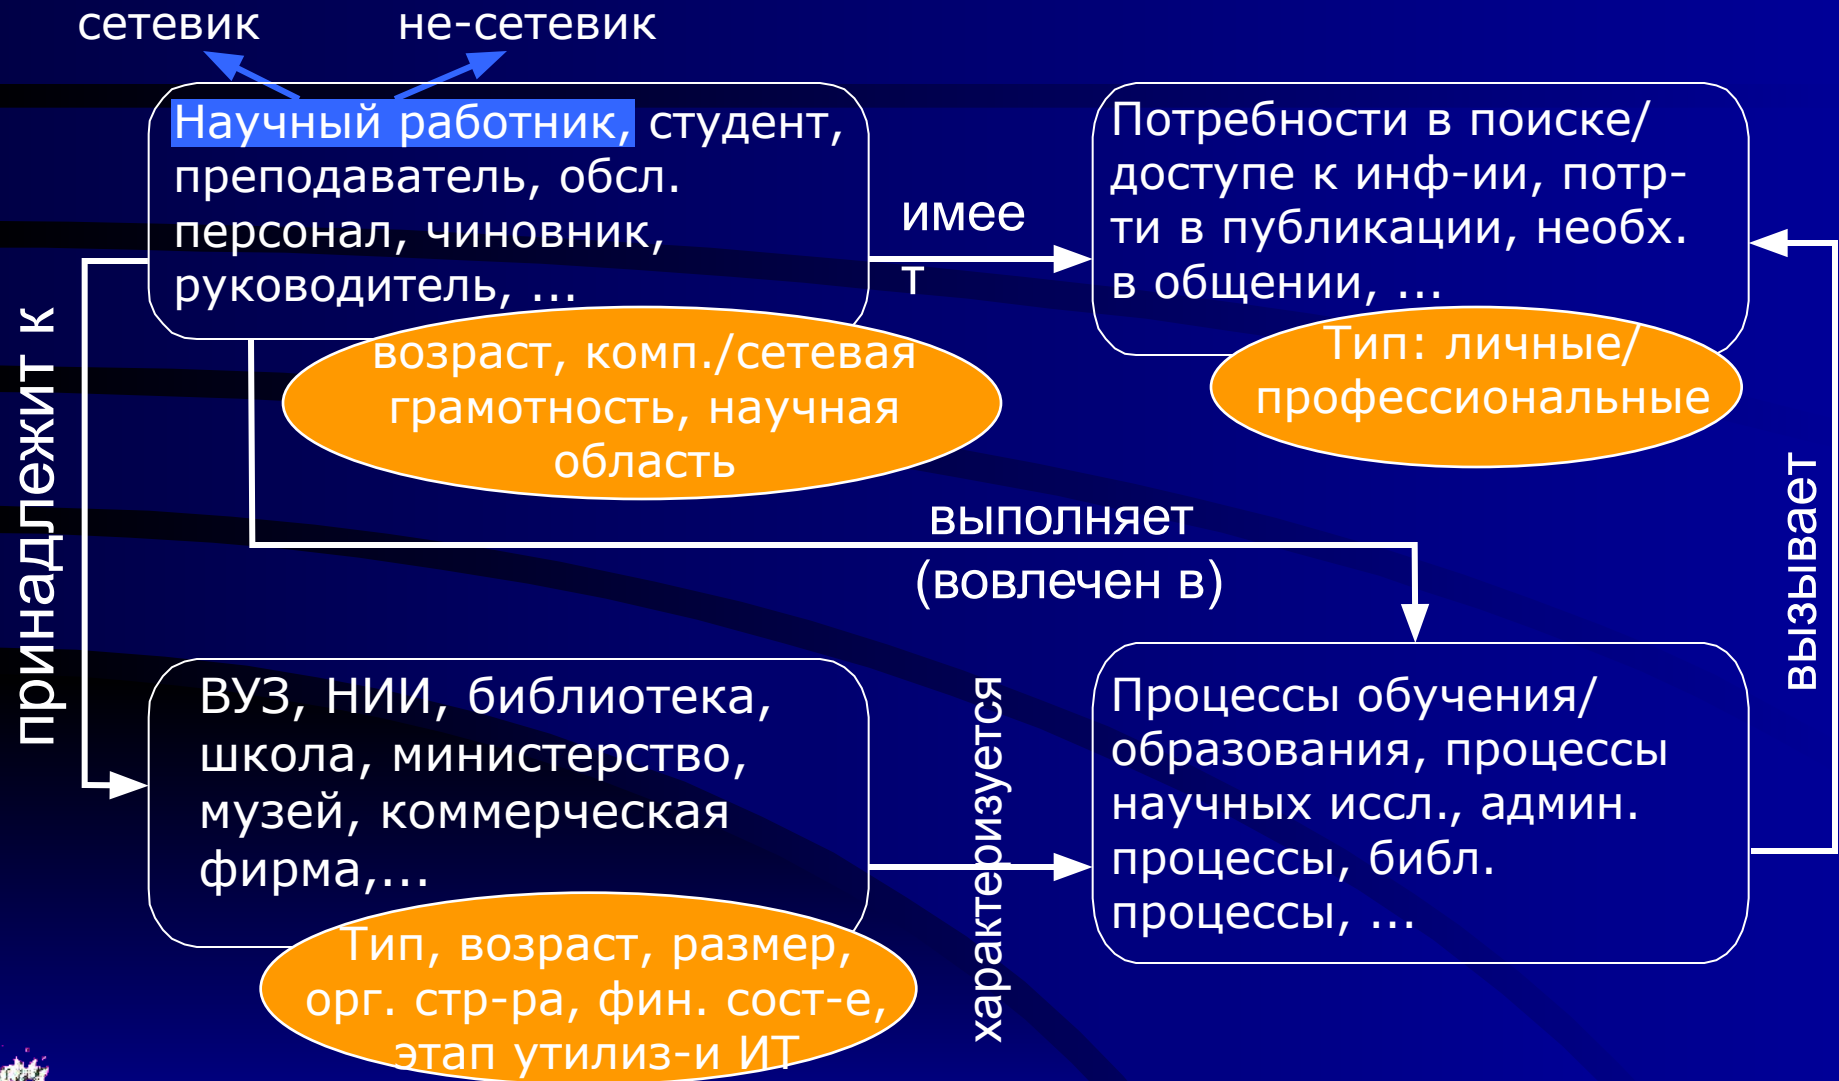 сетевик
не-сетевик
Научный работник, студент,
преподаватель, обсл.
персонал, чиновник,
руководитель, ...
возраст, комп./сетевая
грамотность, научная
область
имее
т
Потребности в поиске/
доступе к инф-ии, потр-
ти в публикации, необх.
в общении, ...
Тип: личные/
профессиональные
принадлежит к
выполняет
(вовлечен в)
вызывает
ВУЗ, НИИ, библиотека,
школа, министерство,
музей, коммерческая
фирма,...
Тип, возраст, размер,
орг. стр-ра, фин. сост-е,
этап утилиз-и ИТ
характеризуется
Процессы обучения/
образования, процессы
научных иссл., админ.
процессы, библ.
процессы, ...